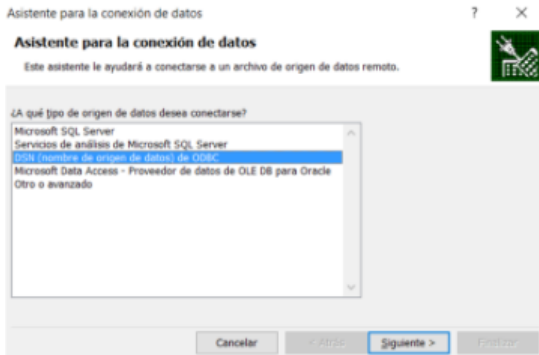 Asistente para la conexión de datos
? ×
Asistente para la conexión de datos
Este asistente le ayudará a conectarse a un archivo de origen de datos remoto.
¿A qué tipo de origen de datos desea conectarse?
Microsoft SQL Server
Servicios de análisis de Microsoft SQL Server
DSN (nombre de origen de datos) de ODBC
Microsoft Data Access - Proveedor de datos de OLE DB para Oracle
Otro o avanzado
Cancelar
< Atrás
Siguiente >
Finalizar